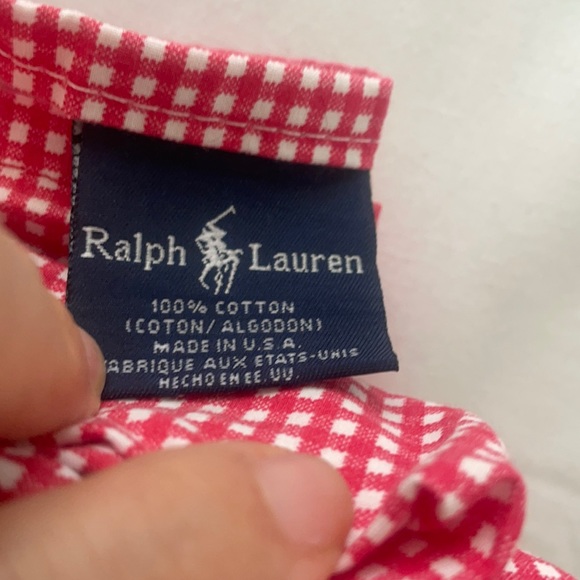 Ralph Lauren
100% COTTON
(COTON/ALGODON)
MADE IN U.S.A.
FABRIQUE AUX ETATS-UNIS
HECHO EN EE.UU.